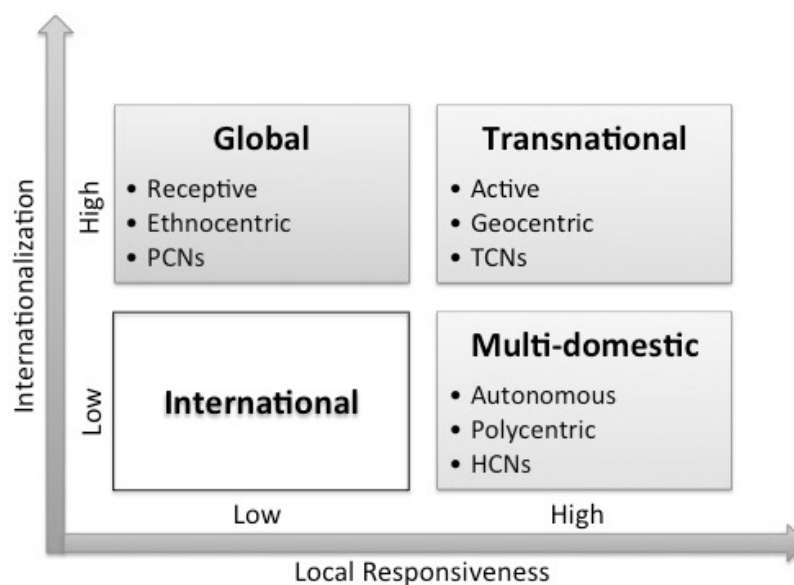 Internationalization
High
Low
Global
• Receptive
• Ethnocentric
• PCNs
Transnational
• Active
• Geocentric
• TCNs
International
Multi-domestic
• Autonomous
• Polycentric
• HCNs
Low
High
Local Responsiveness